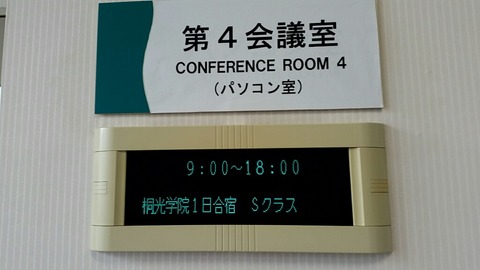 第4会議室
CONFERENCE ROOM 4
(パソコン室)
9:00～18:00
桐光学院1日合宿 Sクラス